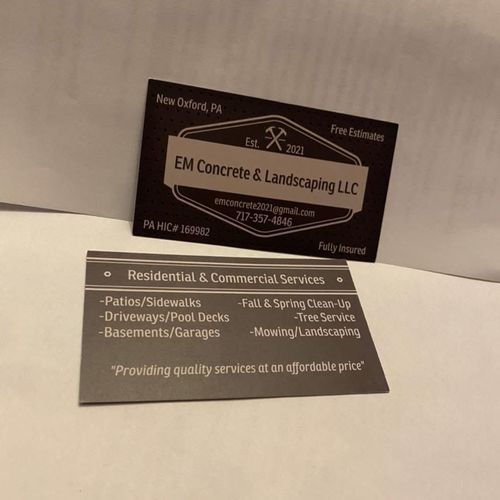 New Oxford, PA
Free Estimates
Est. 2021
EM Concrete & Landscaping LLC
emconcrete2021@gmail.com
717-357-4846
PA HIC# 169982
Fully Insured
Residential & Commercial Services
-Patios/Sidewalks
-Driveways/Pool Decks
-Basements/Garages
-Fall & Spring Clean-Up
-Tree Service
-Mowing/Landscaping
"Providing quality services at an affordable price"